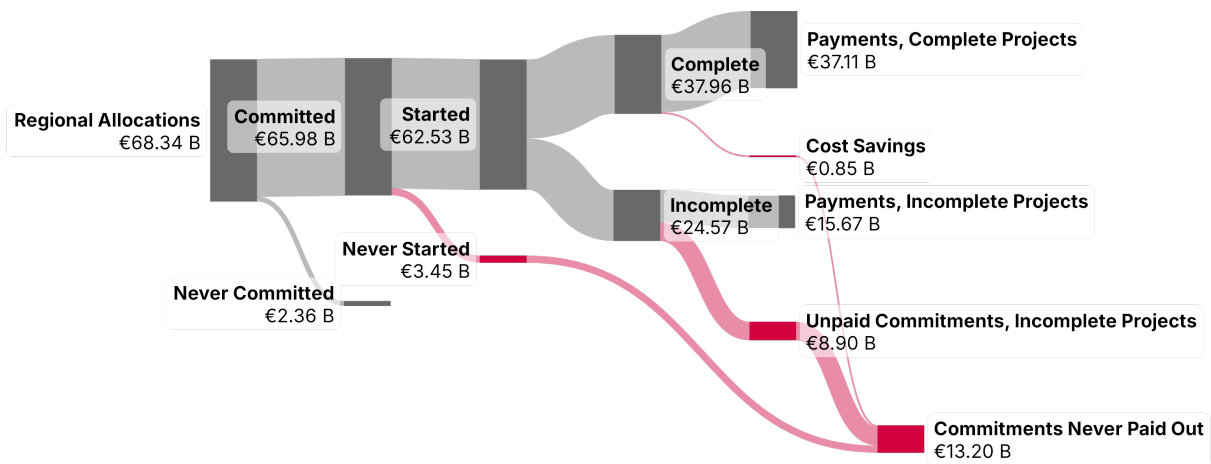 Regional Allocations
€68.34 B
Committed
€65.98 B
Started
€62.53 B
Complete
€37.96 B
Payments, Complete Projects
€37.11 B
Cost Savings
€0.85 B
Incomplete
€24.57 B
Payments, Incomplete Projects
€15.67 B
Never Started
€3.45 B
Never Committed
€2.36 B
Unpaid Commitments, Incomplete Projects
€8.90 B
Commitments Never Paid Out
€13.20 B